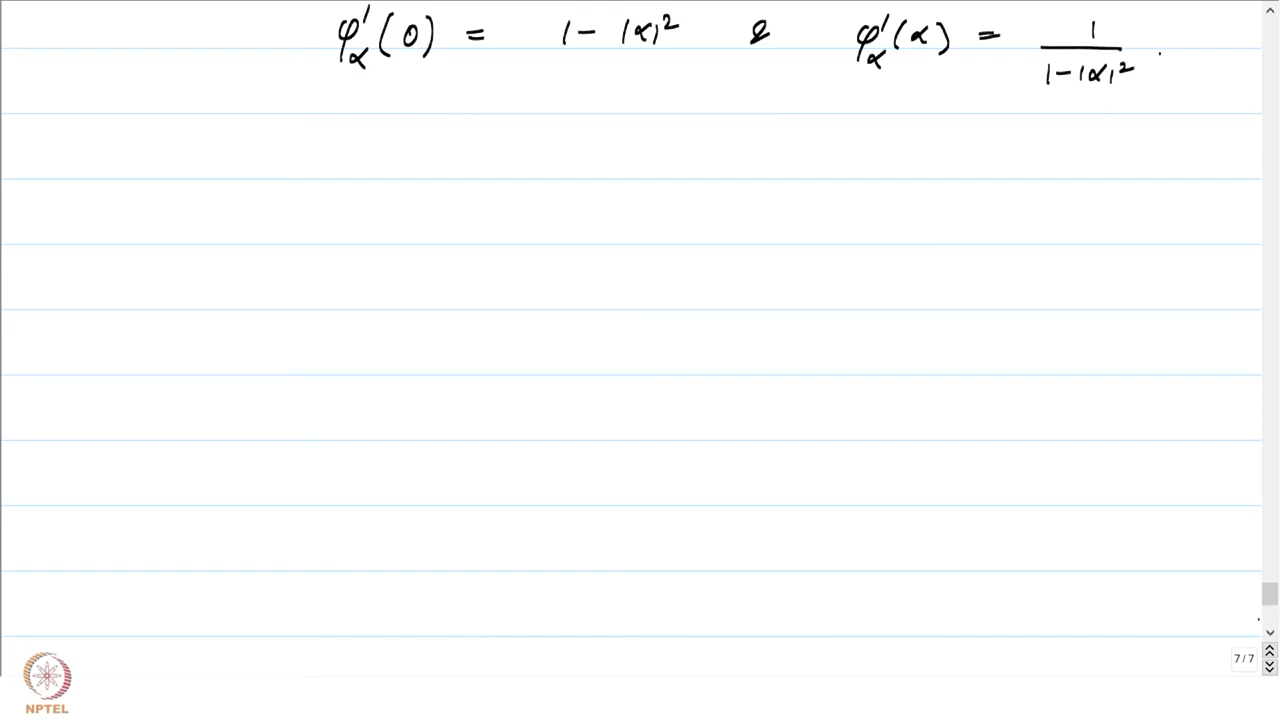 φ'_α(0) = 1 - |α|² & φ'_α(α) = 1/(1-|α|²).
7 / 7
NPTEL